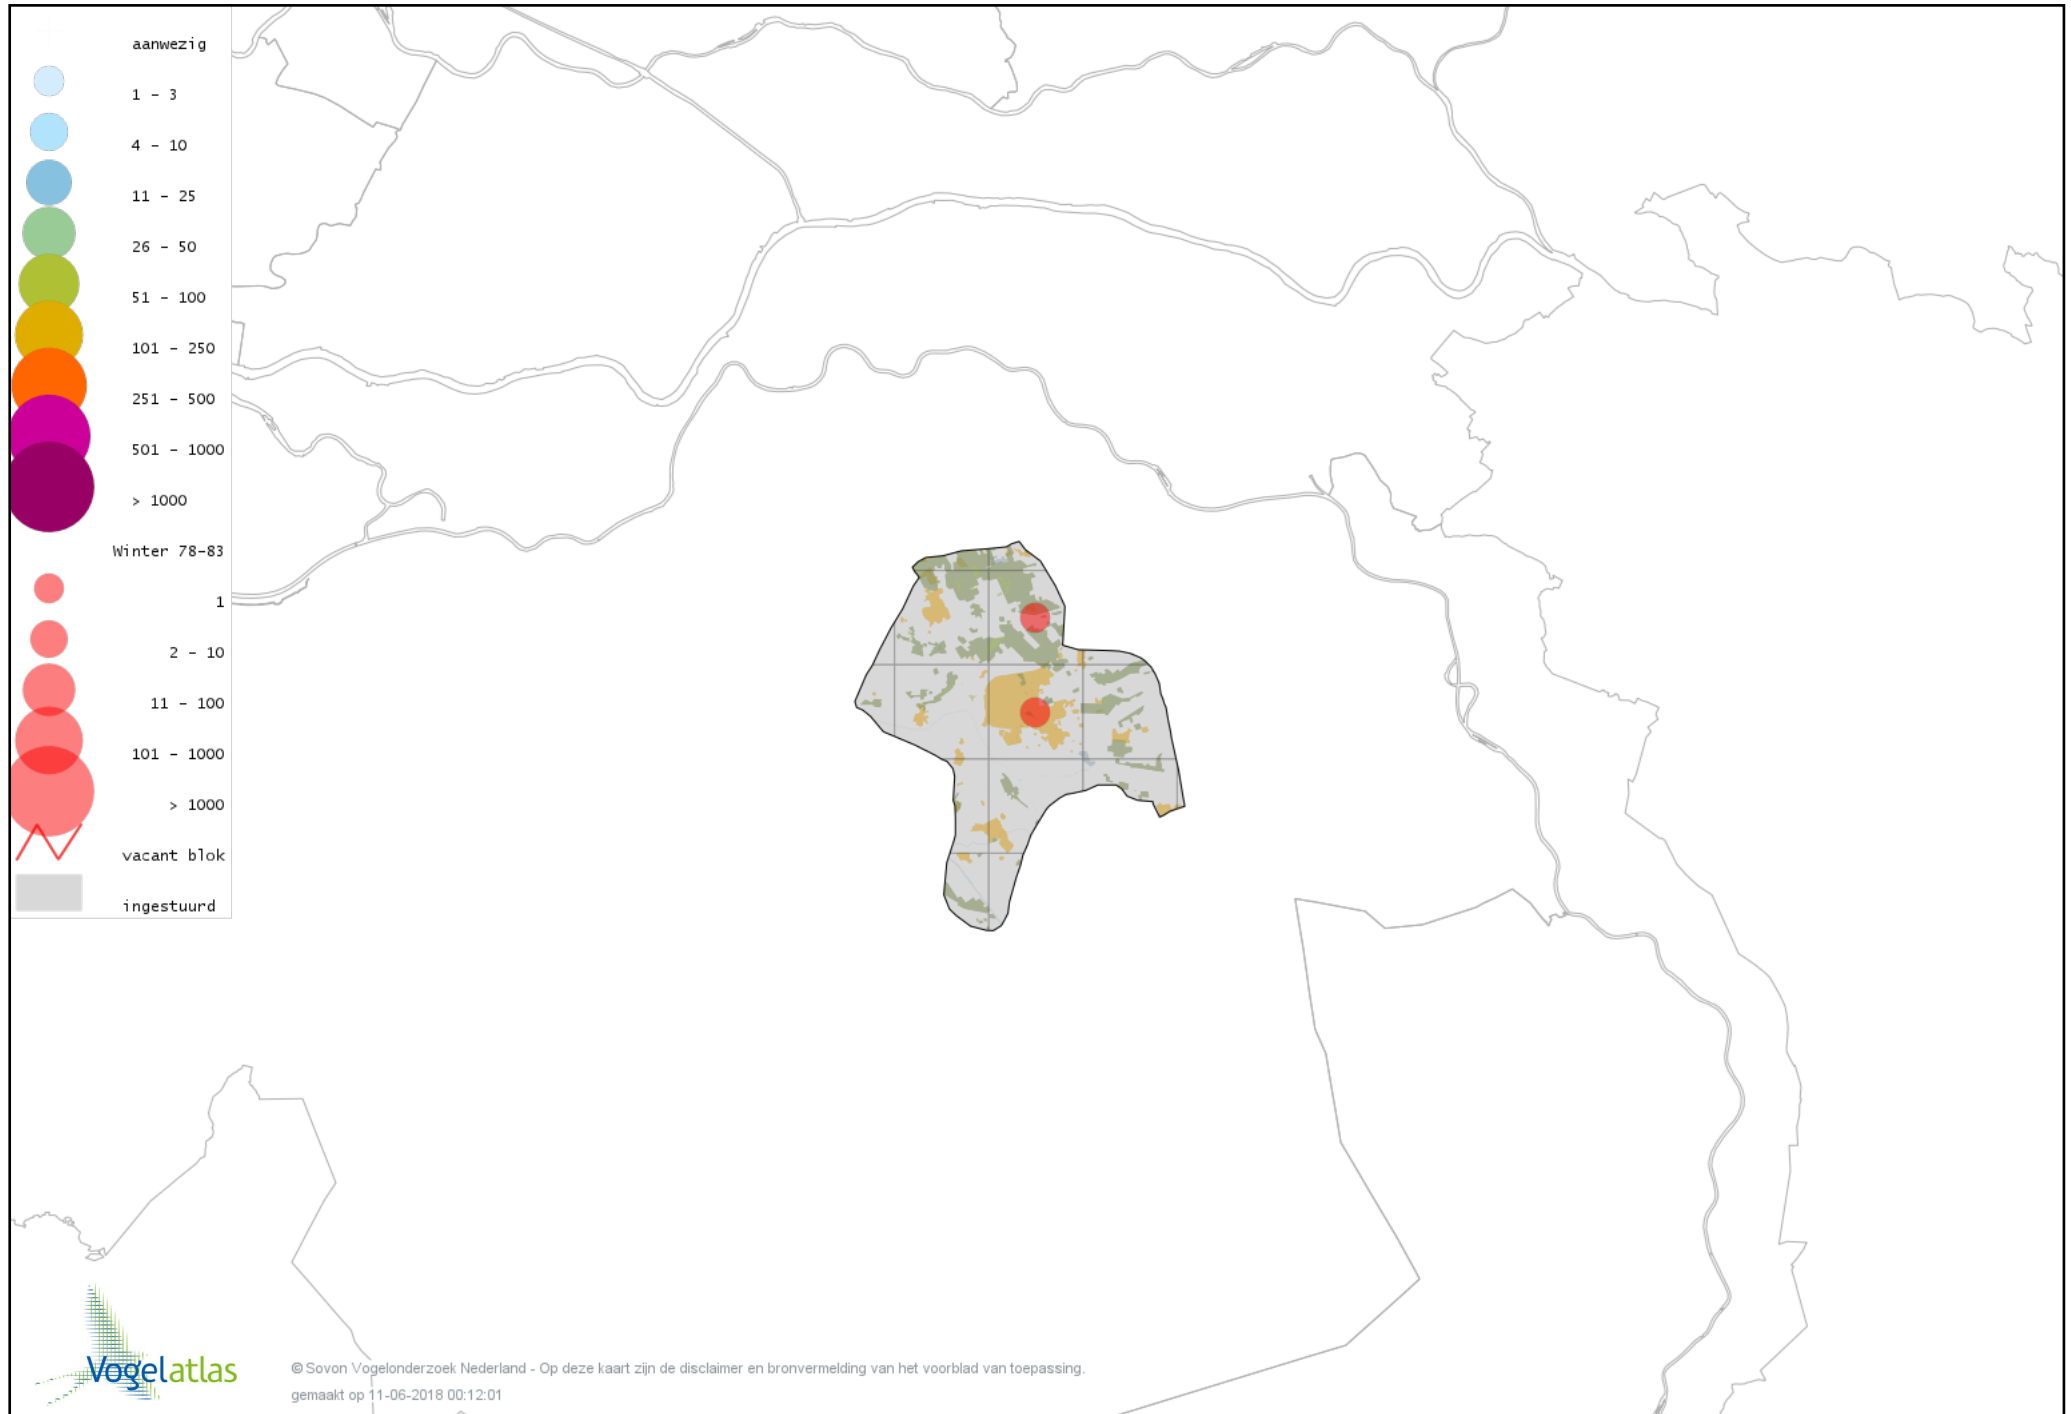 aanwezig
1 - 3
4 - 10
11 - 25
26 - 50
51 - 100
101 - 250
251 - 500
501 - 1000
> 1000
Winter 78-83
1
2 - 10
11 - 100
101 - 1000
> 1000
vacant blok
ingestuurd
Vogelatlas
© Sovon Vogelonderzoek Nederland - Op deze kaart zijn de disclaimer en bronvermelding van het voorblad van toepassing.
gemaakt op 11-06-2018 00:12:01